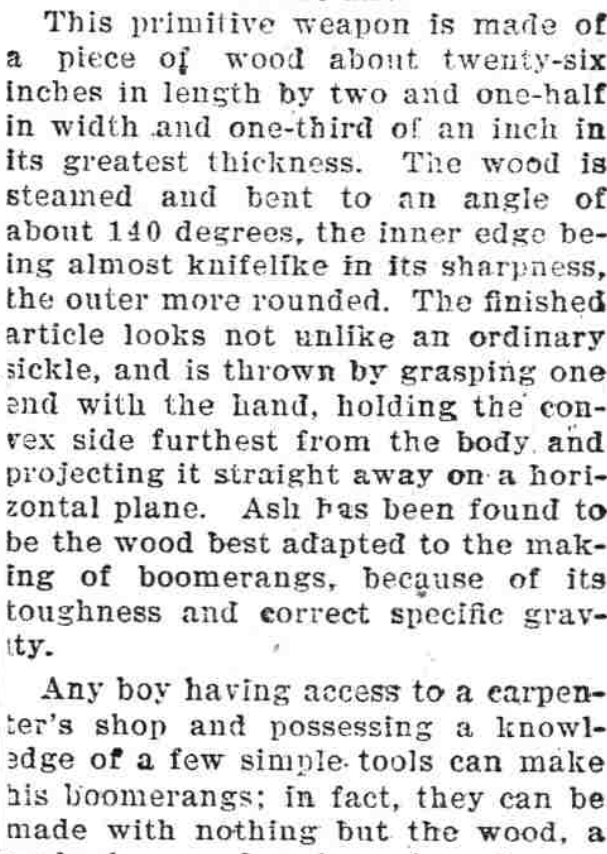 This primitive weapon is made of
a piece of wood about twenty-six
inches in length by two and one-half
in width and one-third of an inch in
its greatest thickness. The wood is
steamed and bent to an angle of
about 140 degrees, the inner edge be-
ing almost knifelike in its sharpness,
the outer more rounded. The finished
article looks not unlike an ordinary
sickle, and is thrown by grasping one
end with the hand, holding the con-
vex side furthest from the body and
projecting it straight away on a hori-
zontal plane. Ash has been found to
be the wood best adapted to the mak-
ing of boomerangs, because of its
toughness and correct specific grav-
ity.
Any boy having access to a carpen-
ter's shop and possessing a knowl-
edge of a few simple tools can make
his boomerangs; in fact, they can be
made with nothing but the wood, a